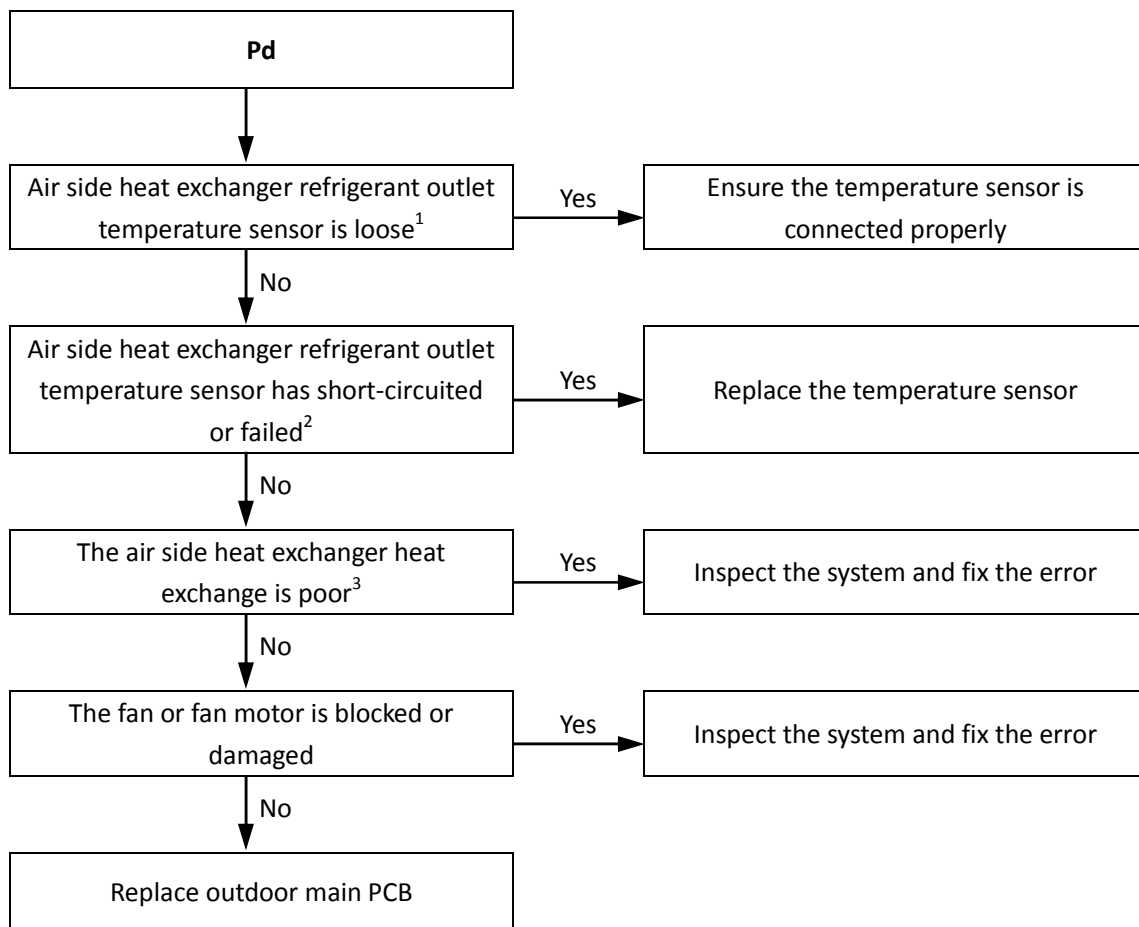 Pd
Air side heat exchanger refrigerant outlet
temperature sensor is loose¹
Yes
Ensure the temperature sensor is
connected properly
No
Air side heat exchanger refrigerant outlet
temperature sensor has short-circuited
or failed²
Yes
Replace the temperature sensor
No
The air side heat exchanger heat
exchange is poor³
Yes
Inspect the system and fix the error
No
The fan or fan motor is blocked or
damaged
Yes
Inspect the system and fix the error
No
Replace outdoor main PCB